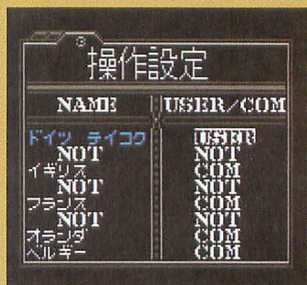 操作設定
NAME USER/COM
ドイツ テイコク USER
NOT NOT
イギリス COM
NOT NOT
フランス COM
NOT NOT
オランダ COM
ベルギー COM